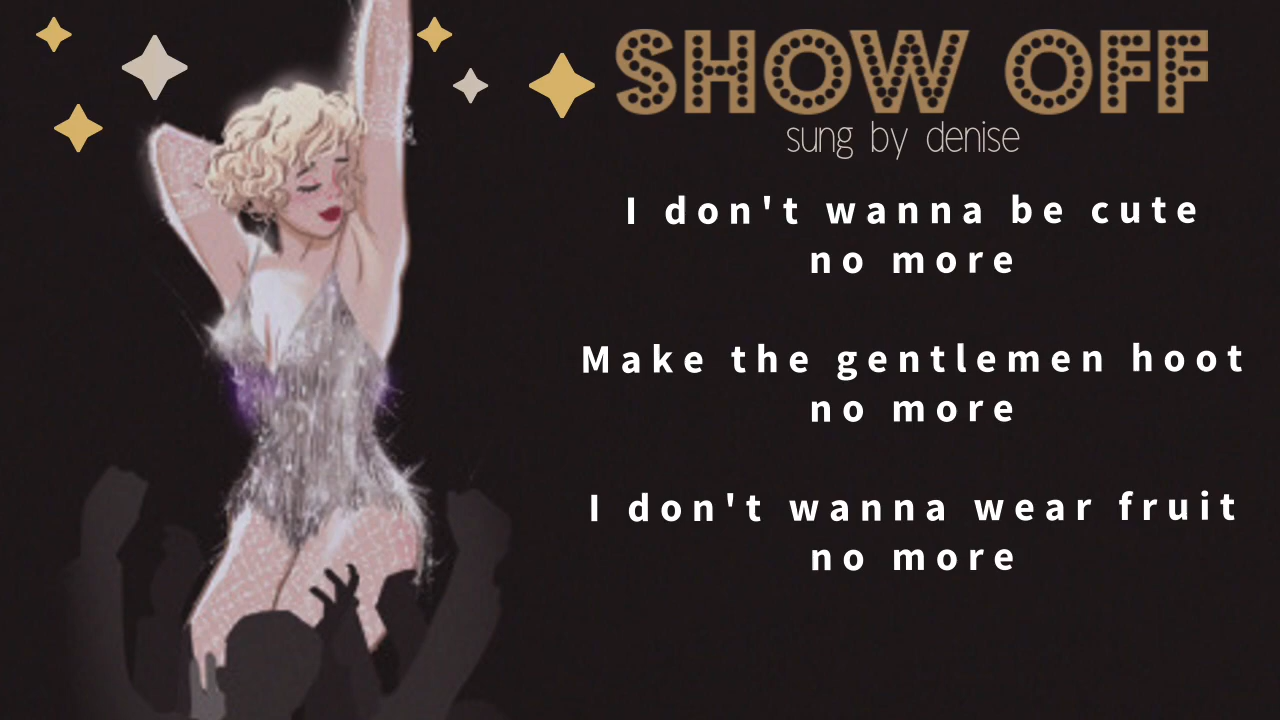 SHOW OFF
sung by denise
I don't wanna be cute
no more
Make the gentlemen hoot
no more
I don't wanna wear fruit
no more